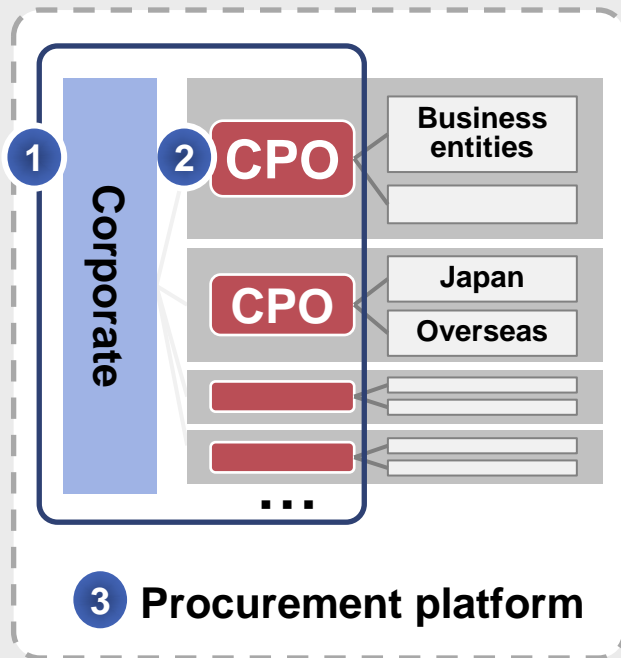 1
Corporate
2
CPO
Business
entities
CPO
Japan
Overseas
...
3 Procurement platform